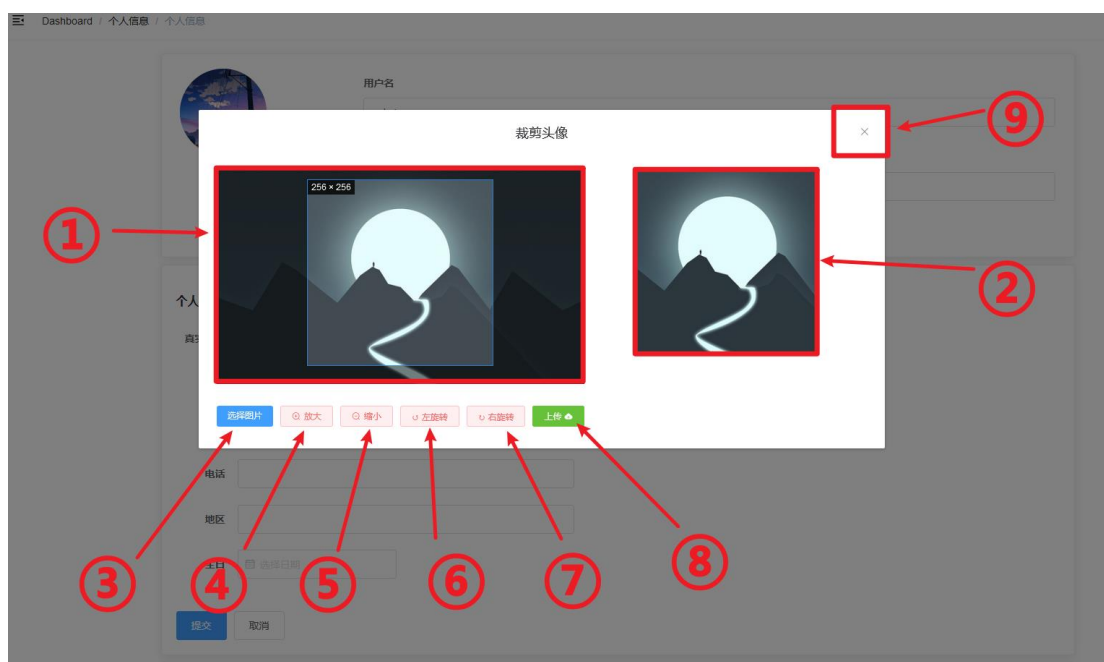 Dashboard / 个人信息 / 个人信息
用户名
裁剪头像
⑨
256 × 256
①
②
个人
真实
选择图片 放大 缩小 左旋转 右旋转 上传
电话
地区
生日 选择日期
③ ④ ⑤ ⑥ ⑦ ⑧
提交 取消